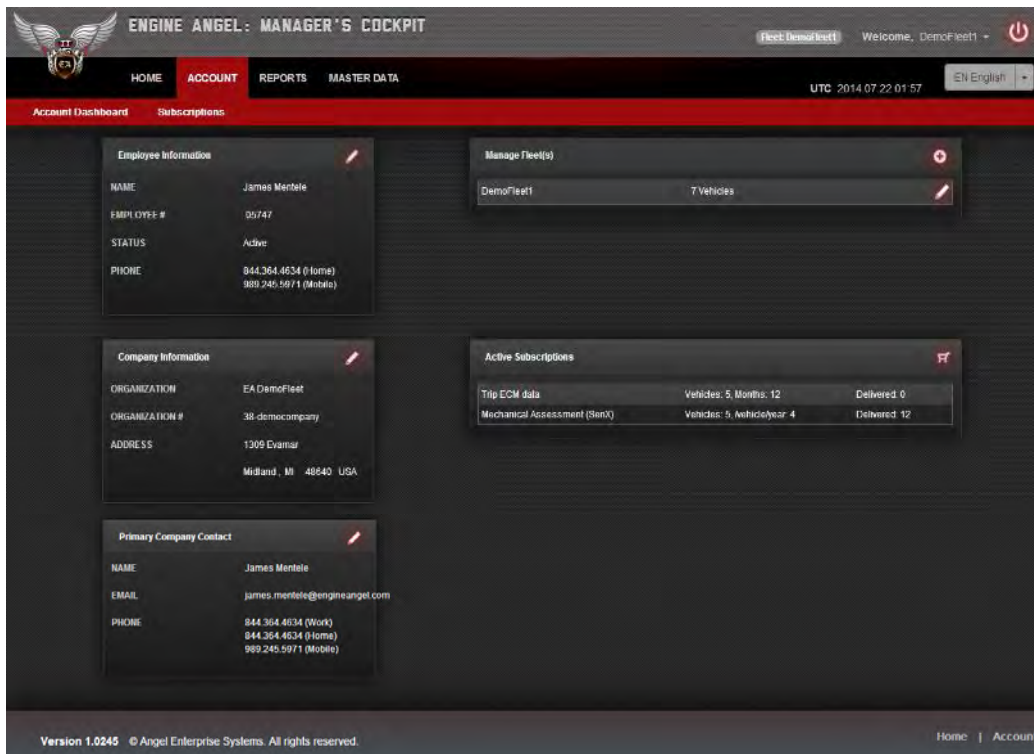 ENGINE ANGEL: MANAGER'S COCKPIT
Fleet: DemoFleet1
Welcome, DemoFleet1
EA
HOME ACCOUNT REPORTS MASTER DATA
UTC 2014.07.22 01:57
EN English
Account Dashboard Subscriptions
Employee Information
NAME James Mentele
EMPLOYEE # 05747
STATUS Active
PHONE 844.364.4634 (Home)
989.245.5971 (Mobile)
Manage Fleet(s)
DemoFleet1 7 Vehicles
Company Information
ORGANIZATION EA DemoFleet
ORGANIZATION # 38-democompany
ADDRESS 1309 Evamar
Midland , MI 48640 USA
Active Subscriptions
Trip ECM data Vehicles: 5, Months: 12 Delivered: 0
Mechanical Assessment (SenX) Vehicles: 5, /vehicle/year: 4 Delivered: 12
Primary Company Contact
NAME James Mentele
EMAIL james.mentele@engineangel.com
PHONE 844.364.4634 (Work)
844.364.4634 (Home)
989.245.5971 (Mobile)
Version 1.0245 © Angel Enterprise Systems. All rights reserved.
Home | Accoun